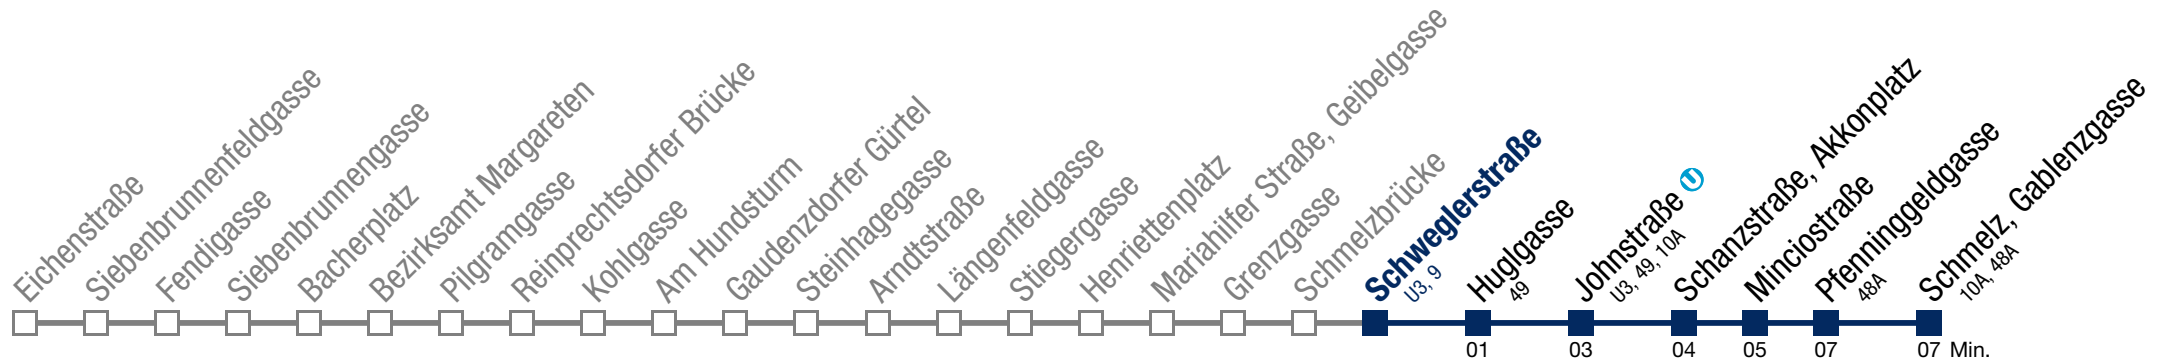 Eichenstraße
Siebenbrunnenfeldgasse
Fendigasse
Siebenbrunnengasse
Bacherplatz
Bezirksamt Margareten
Pilgramgasse
Reinprechtsdorfer Brücke
Kohlgasse
Am Hundsturm
Gaudenzdorfer Gürtel
Steinhagegasse
Arndtstraße
Längenfeldgasse
Stiegergasse
Henriettenplatz
Mariahilfer Straße, Geibelgasse
Grenzgasse
Schmelzbrücke
Schweglerstraße
U3, 9
Huglgasse
49
Johnstraße U
U3, 49, 10A
Schanzstraße, Akkonplatz
Minciostraße
Pfenninggeldgasse
48A
Schmelz, Gablenzgasse
10A, 48A
01 03 04 05 07 07 Min.